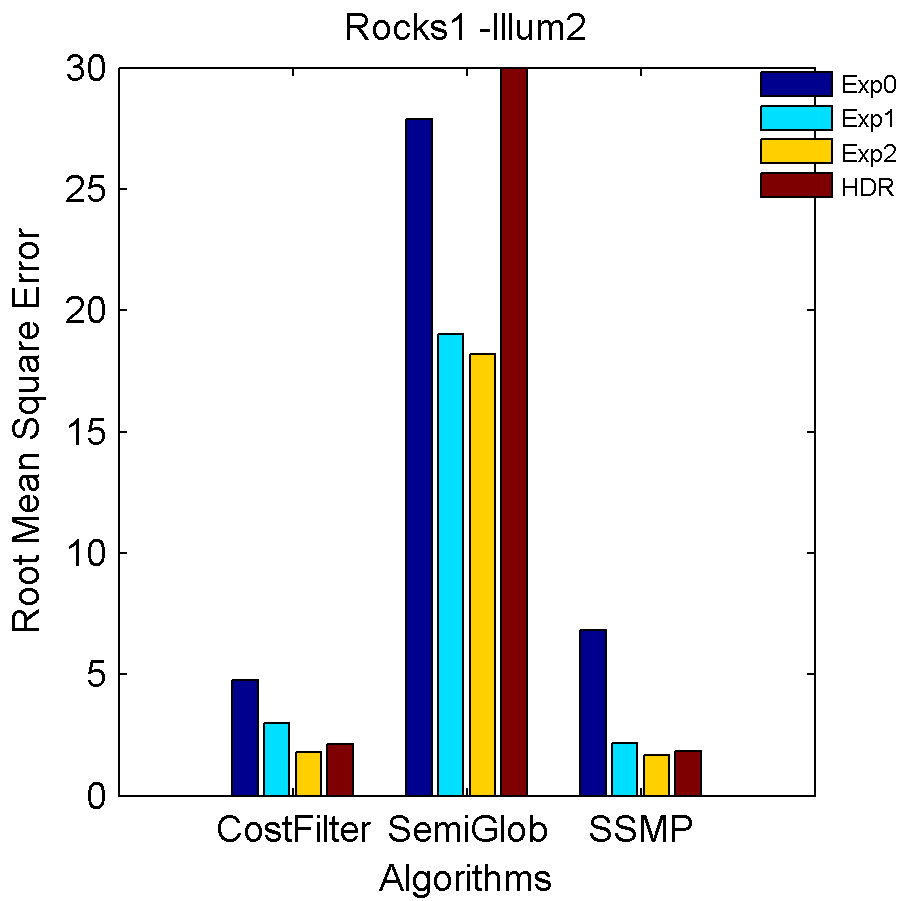 Rocks1 -Illum2
30
25
20
15
10
5
0
Root Mean Square Error
Exp0
Exp1
Exp2
HDR
CostFilter SemiGlob SSMP
Algorithms